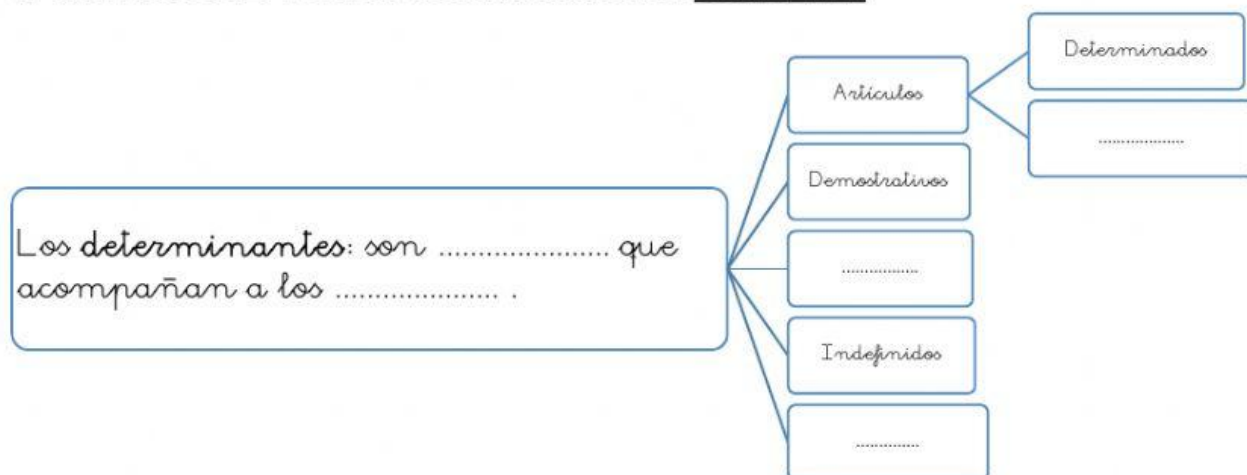 Determinados
Artículos
..................
Demostrativos
Los determinantes: son ..................... que
acompañan a los .................... .
................
Indefinidos
.............